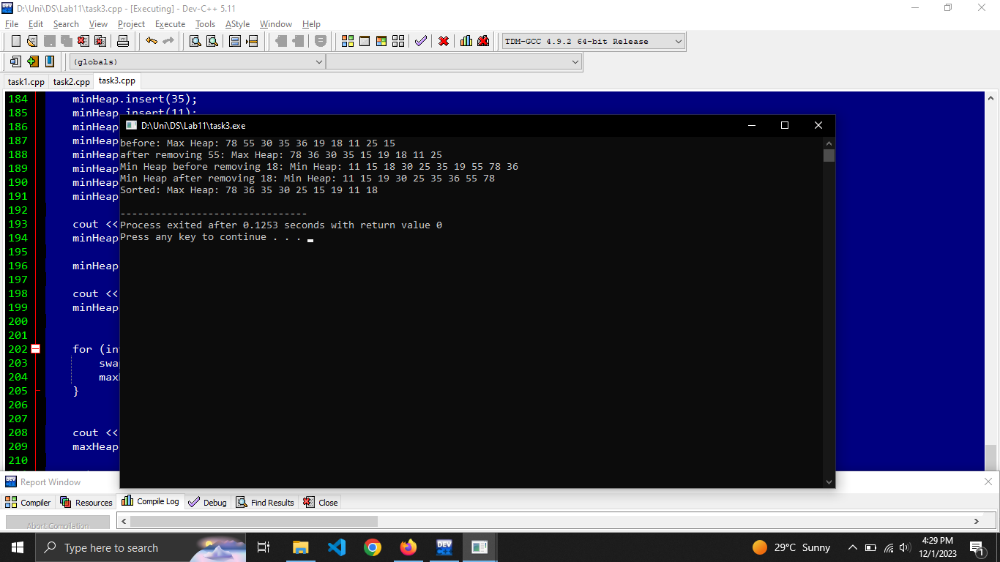 D:\Uni\DS\Lab11\task3.cpp - [Executing] - Dev-C++ 5.11
File Edit Search View Project Execute Tools AStyle Window Help
TDM-GCC 4.9.2 64-bit Release
(globals)
task1.cpp task2.cpp task3.cpp
184 minHeap.insert(35);
185 minHeap.insert(11);
186 minHeap
187 minHeap
188 minHeap
189 minHeap
190 minHeap
191 minHeap
192
193 cout <<
194 minHeap
195
196 minHeap
197
198 cout <<
199 minHeap
200
201
202 for (int
203 swa
204 max
205 }
206
207
208 cout <<
209 maxHeap
210
D:\Uni\DS\Lab11\task3.exe
before: Max Heap: 78 55 30 35 36 19 18 11 25 15
after removing 55: Max Heap: 78 36 30 35 15 19 18 11 25
Min Heap before removing 18: Min Heap: 11 15 18 30 25 35 19 55 78 36
Min Heap after removing 18: Min Heap: 11 15 19 30 25 35 36 55 78
Sorted: Max Heap: 78 36 35 30 25 15 19 11 18
--------------------------------
Process exited after 0.1253 seconds with return value 0
Press any key to continue . . .
Report Window
Compiler Resources Compile Log Debug Find Results Close
Abort Compilation
Type here to search
29°C Sunny
4:29 PM
12/1/2023
1